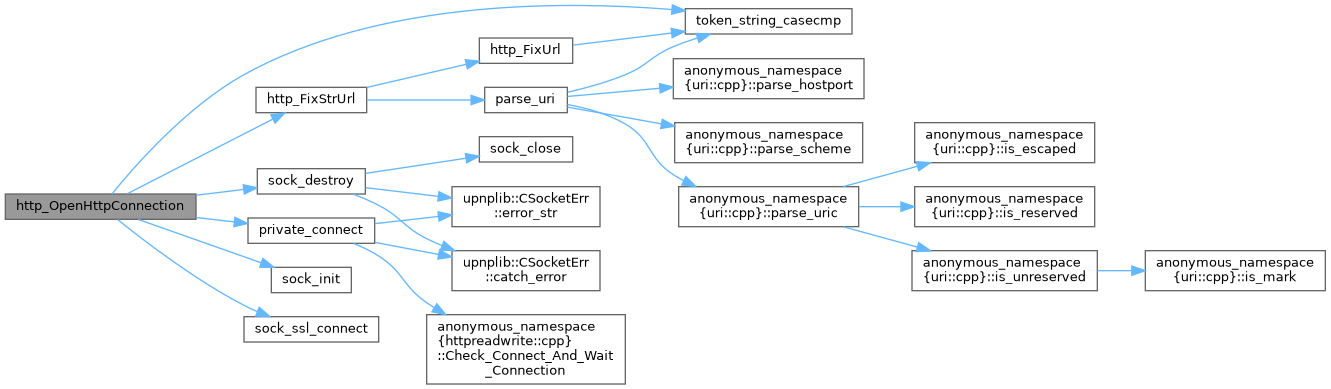 token_string_casecmp
http_FixUrl
anonymous_namespace
{uri::cpp}::parse_hostport
http_FixStrUrl
parse_uri
anonymous_namespace
{uri::cpp}::parse_scheme
anonymous_namespace
{uri::cpp}::is_escaped
sock_close
sock_destroy
upnplib::CSocketErr
::error_str
anonymous_namespace
{uri::cpp}::parse_uric
anonymous_namespace
{uri::cpp}::is_reserved
http_OpenHttpConnection
private_connect
upnplib::CSocketErr
::catch_error
anonymous_namespace
{uri::cpp}::is_unreserved
anonymous_namespace
{uri::cpp}::is_mark
sock_init
sock_ssl_connect
anonymous_namespace
{httpreadwrite::cpp}
::Check_Connect_And_Wait
_Connection